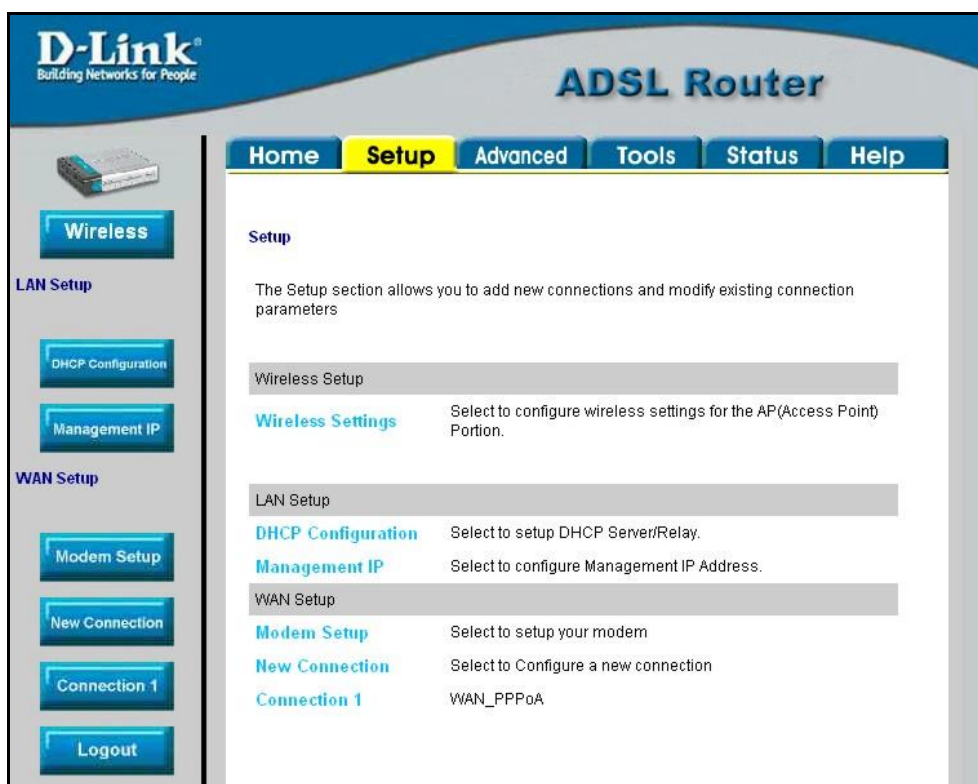 D-Link®
Building Networks for People
ADSL Router
Home Setup Advanced Tools Status Help
Wireless
LAN Setup
DHCP Configuration
Management IP
WAN Setup
Modem Setup
New Connection
Connection 1
Logout
Setup
The Setup section allows you to add new connections and modify existing connection
parameters
Wireless Setup
Wireless Settings Select to configure wireless settings for the AP(Access Point)
Portion.
LAN Setup
DHCP Configuration Select to setup DHCP Server/Relay.
Management IP Select to configure Management IP Address.
WAN Setup
Modem Setup Select to setup your modem
New Connection Select to Configure a new connection
Connection 1 WAN_PPPoA